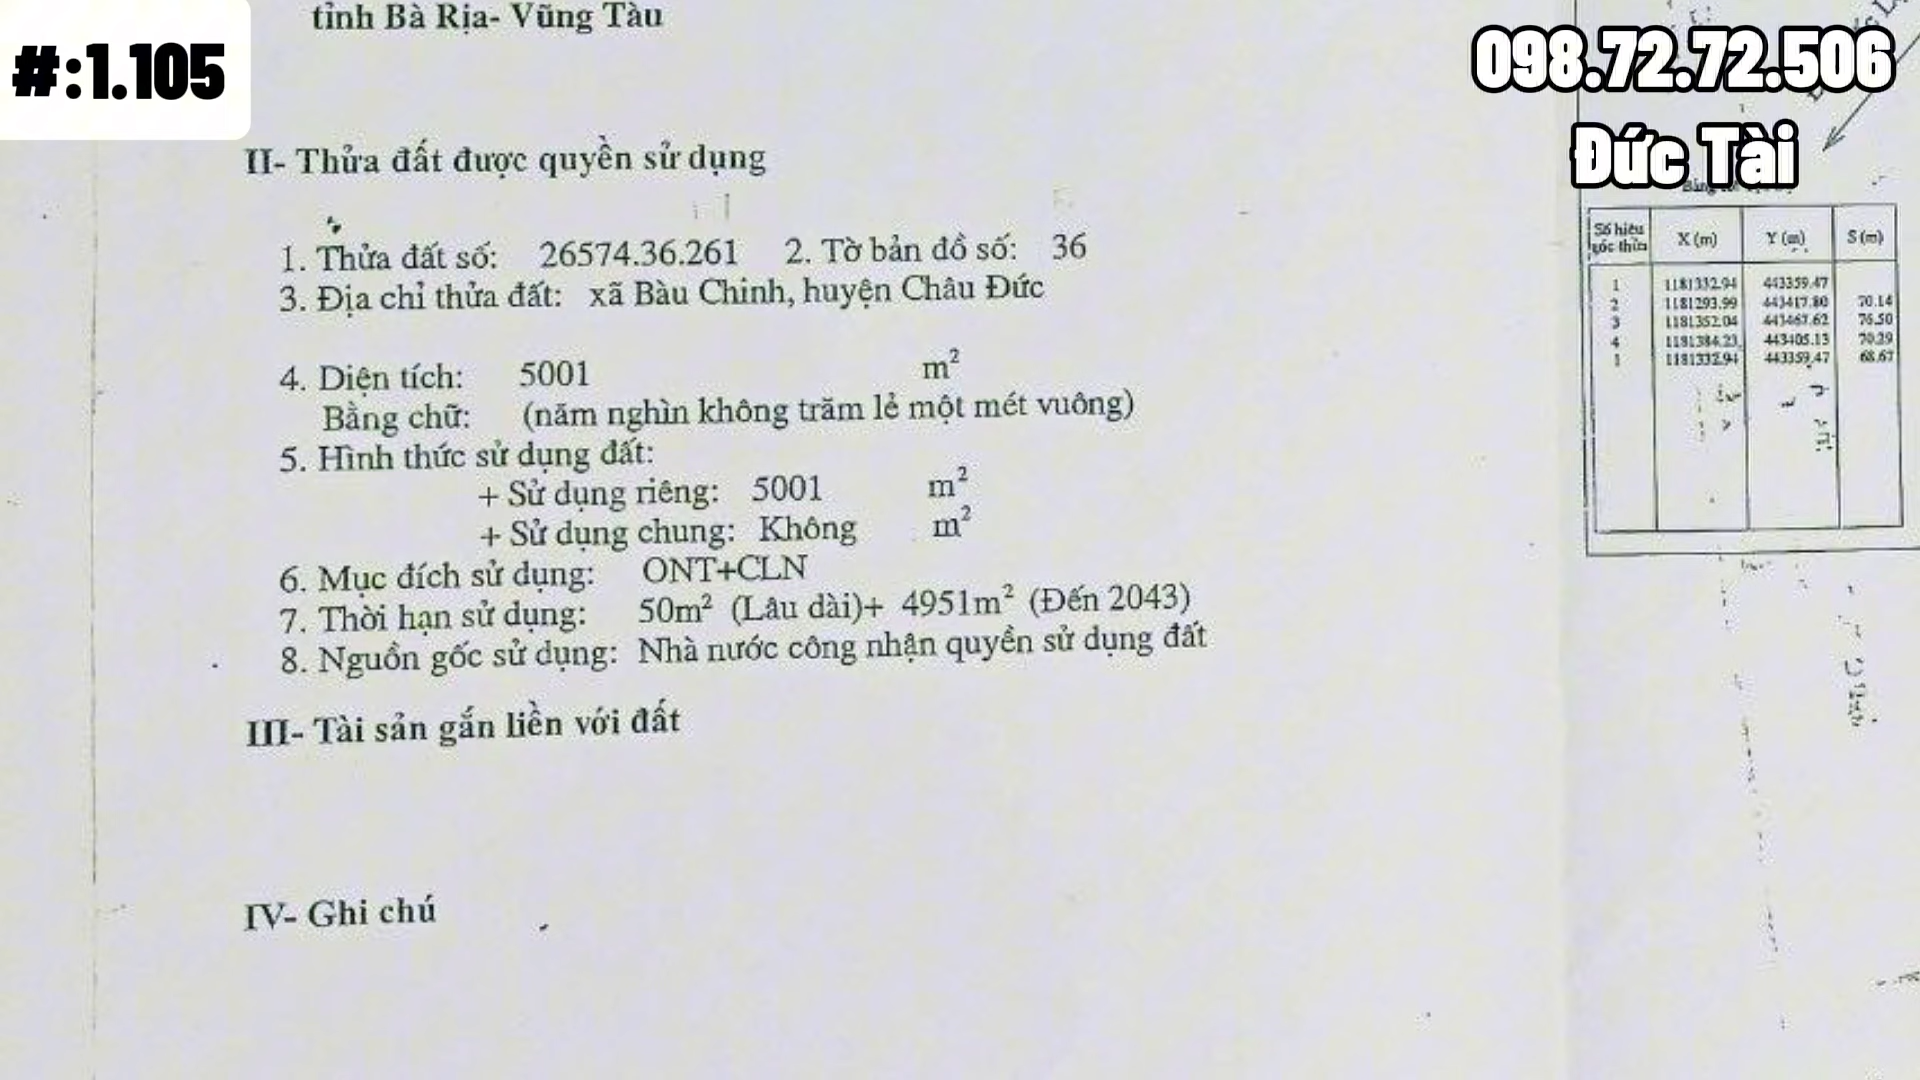 tỉnh Bà Rịa- Vũng Tàu
#:1.105
098.72.72.506
Đức Tài
II- Thửa đất được quyền sử dụng
1. Thửa đất số: 26574.36.261 2. Tờ bản đồ số: 36
3. Địa chỉ thửa đất: xã Bàu Chinh, huyện Châu Đức
4. Diện tích: 5001 m²
Bằng chữ: (năm nghìn không trăm lẻ một mét vuông)
5. Hình thức sử dụng đất:
+ Sử dụng riêng: 5001 m²
+ Sử dụng chung: Không m²
6. Mục đích sử dụng: ONT+CLN
7. Thời hạn sử dụng: 50m² (Lâu dài)+ 4951m² (Đến 2043)
8. Nguồn gốc sử dụng: Nhà nước công nhận quyền sử dụng đất
III- Tài sản gắn liền với đất
IV- Ghi chú
Số hiệu góc thửa X (m) Y (m) S (m)
1 1181332.94 443359.47
2 1181293.99 443417.80 70.14
3 1181352.04 443467.62 76.50
4 1181384.23 443405.13 70.29
1 1181332.94 443359.47 68.67